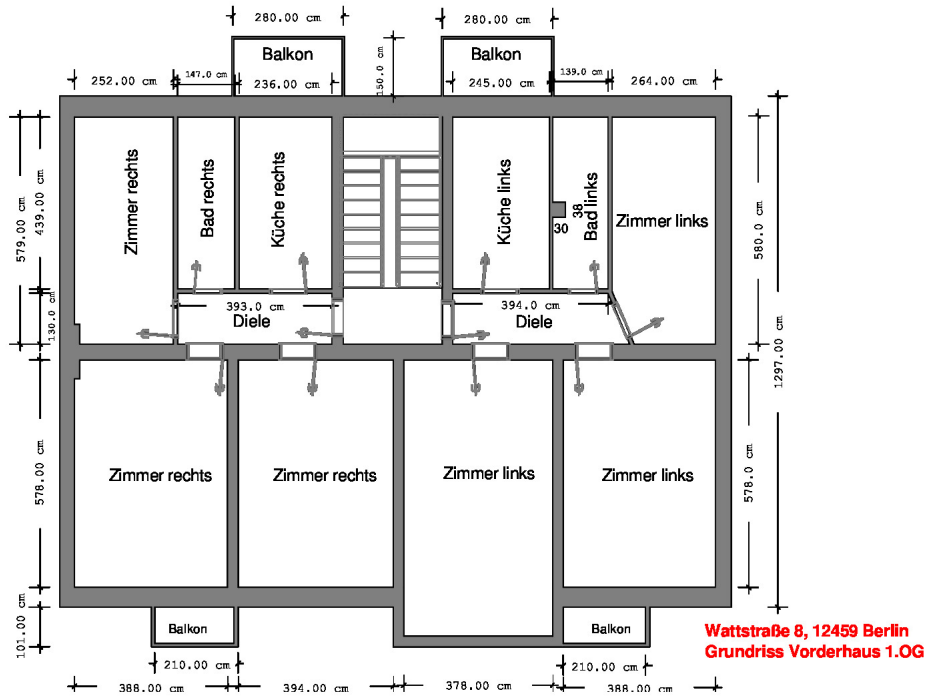 280.00 cm 280.00 cm
Balkon Balkon
150.0 cm
252.00 cm 147.0 cm 236.00 cm 245.00 cm 139.0 cm 264.00 cm
579.00 cm
439.00 cm
130.0 cm
Zimmer rechts
Bad rechts
Küche rechts
Küche links
30
38
Bad links
Zimmer links
580.0 cm
1297.00 cm
393.0 cm 394.0 cm
Diele Diele
578.00 cm
Zimmer rechts Zimmer rechts Zimmer links Zimmer links
578.0 cm
101.00 cm
Balkon Balkon
Wattstraße 8, 12459 Berlin
Grundriss Vorderhaus 1.OG
210.00 cm 210.00 cm
388.00 cm 394.00 cm 378.00 cm 388.00 cm